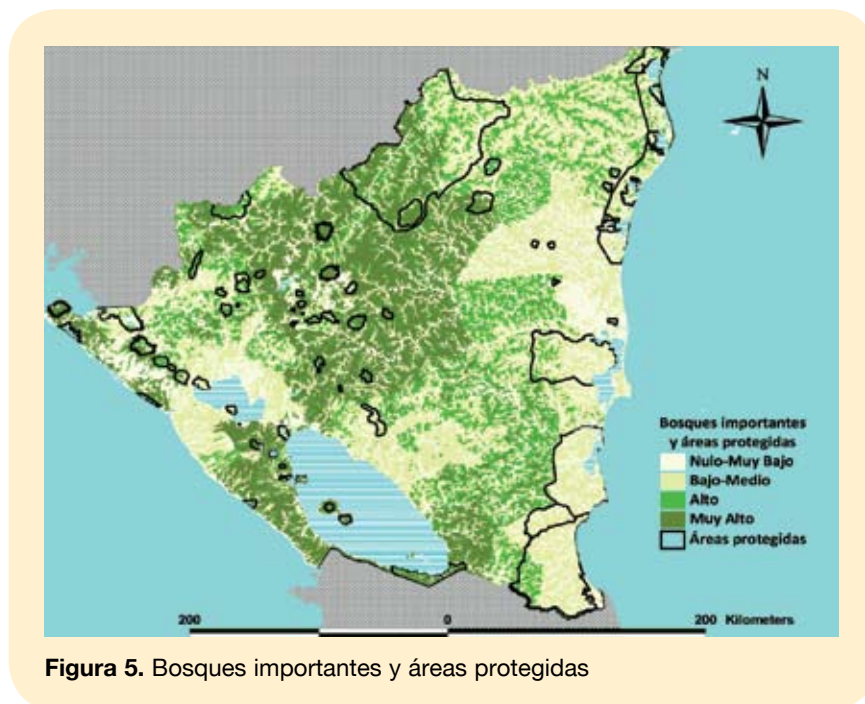 N
Bosques importantes
y áreas protegidas
Nulo-Muy Bajo
Bajo-Medio
Alto
Muy Alto
Áreas protegidas
200 0 200 Kilometers
Figura 5. Bosques importantes y áreas protegidas